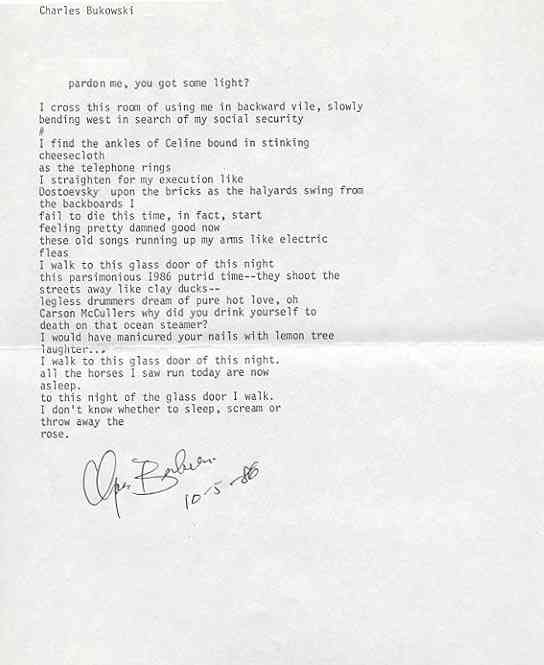 Charles Bukowski
pardon me, you got some light?
I cross this room of using me in backward vile, slowly
bending west in search of my social security
#
I find the ankles of Celine bound in stinking
cheesecloth
as the telephone rings
I straighten for my execution like
Dostoevsky upon the bricks as the halyards swing from
the backboards I
fail to die this time, in fact, start
feeling pretty damned good now
these old songs running up my arms like electric
fleas
I walk to this glass door of this night
this parsimonious 1986 putrid time--they shoot the
streets away like clay ducks--
legless drummers dream of pure hot love, oh
Carson McCullers why did you drink yourself to
death on that ocean steamer?
I would have manicured your nails with lemon tree
laughter...
I walk to this glass door of this night.
all the horses I saw run today are now
asleep.
to this night of the glass door I walk.
I don't know whether to sleep, scream or
throw away the
rose.
10-5-86